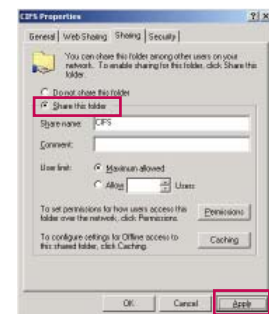 CIFS Properties
General Web Sharing Sharing Security
You can share this folder among other users on your
network. To enable sharing for this folder, click Share this
folder.
Do not share this folder
Share this folder
Share name: CIFS
Comment:
User limit: Maximum allowed
Allow Users
To set permissions for how users access this
folder over the network, click Permissions.
Permissions
To configure settings for Offline access to
this shared folder, click Caching.
Caching
OK Cancel Apply